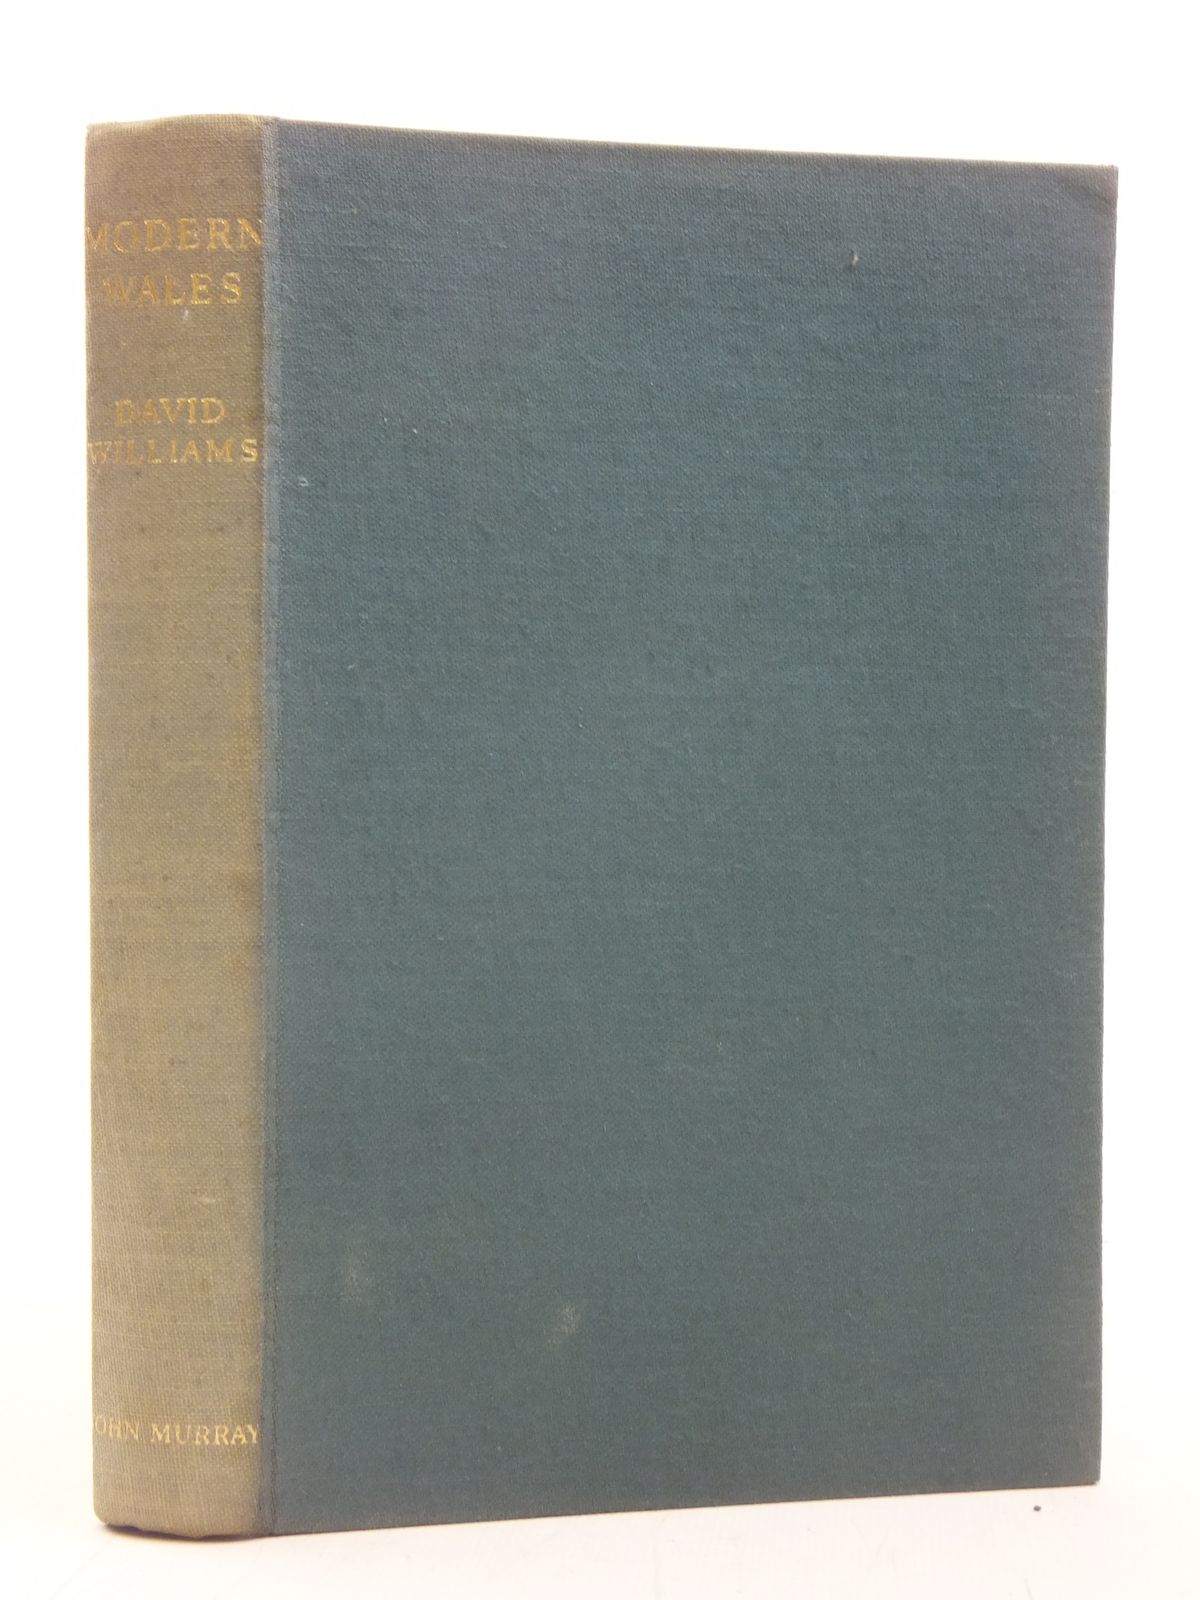 MODERN
WALES
DAVID
WILLIAMS
JOHN MURRAY